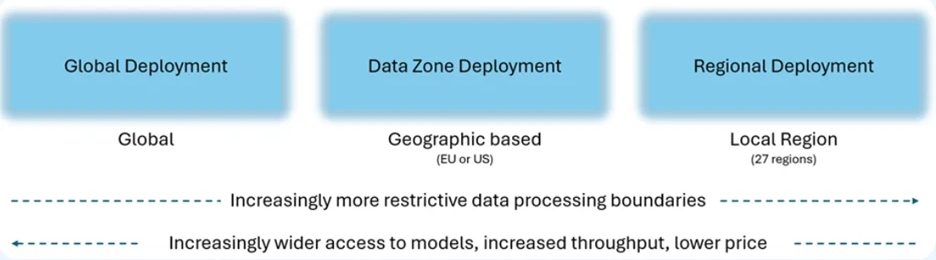 Global Deployment
Data Zone Deployment
Regional Deployment
Global
Geographic based
(EU or US)
Local Region
(27 regions)
Increasingly more restrictive data processing boundaries
Increasingly wider access to models, increased throughput, lower price